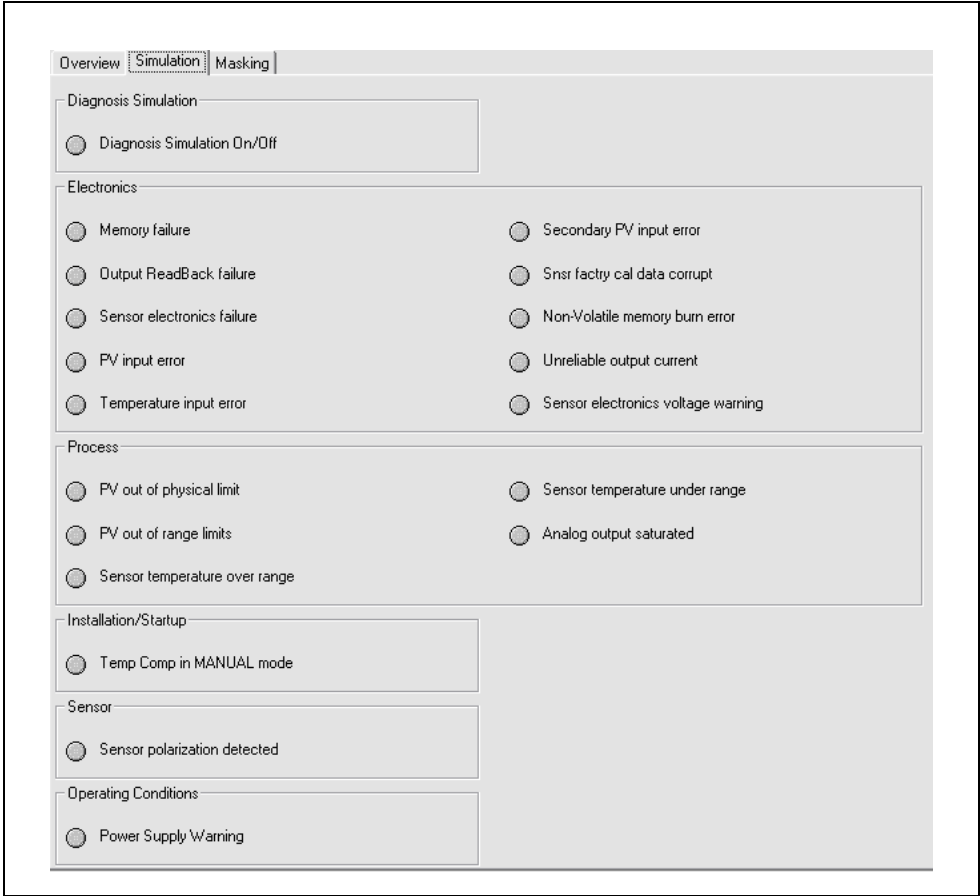 Overview Simulation Masking
Diagnosis Simulation
Diagnosis Simulation On/Off
Electronics
Memory failure
Output ReadBack failure
Sensor electronics failure
PV input error
Temperature input error
Secondary PV input error
Snsr factry cal data corrupt
Non-Volatile memory burn error
Unreliable output current
Sensor electronics voltage warning
Process
PV out of physical limit
PV out of range limits
Sensor temperature over range
Sensor temperature under range
Analog output saturated
Installation/Startup
Temp Comp in MANUAL mode
Sensor
Sensor polarization detected
Operating Conditions
Power Supply Warning